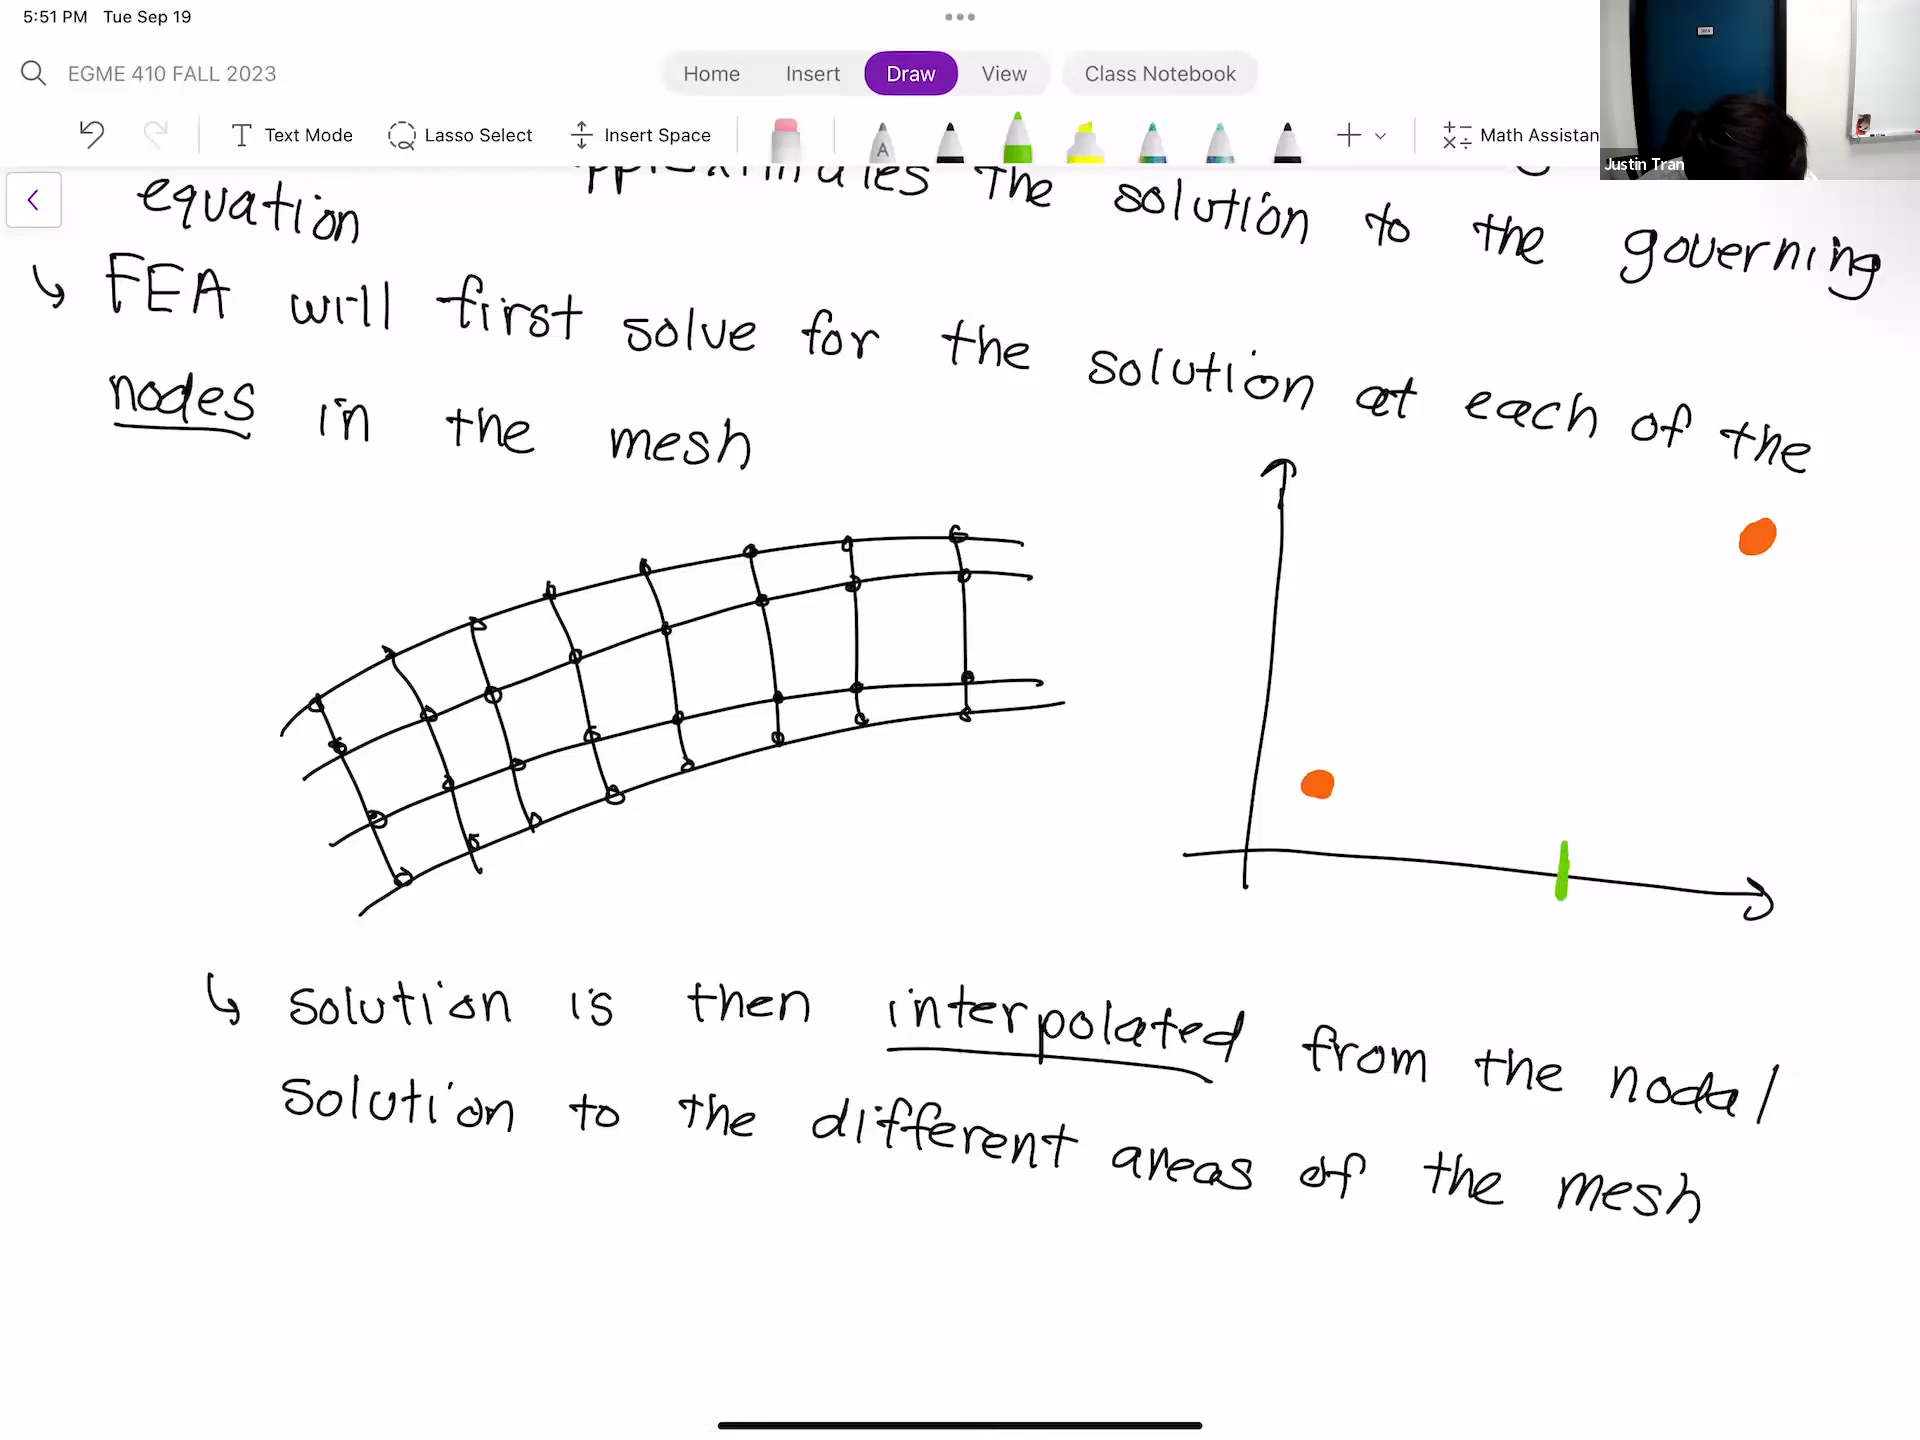 5:51 PM Tue Sep 19
EGME 410 FALL 2023
Home Insert Draw View Class Notebook
Text Mode Lasso Select Insert Space A Math Assistan
Justin Tran
the solution to the governing
equation
↳ FEA will first solve for the solution at each of the
nodes in the mesh
↳ solution is then interpolated from the nodal
solution to the different areas of the mesh